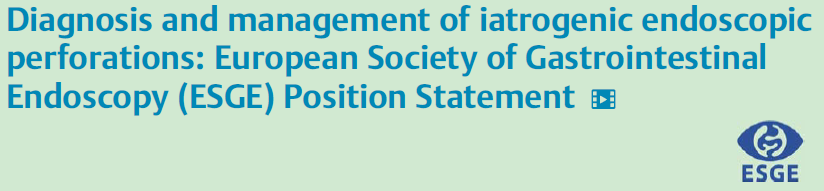 Diagnosis and management of iatrogenic endoscopic
perforations: European Society of Gastrointestinal
Endoscopy (ESGE) Position Statement
ESGE